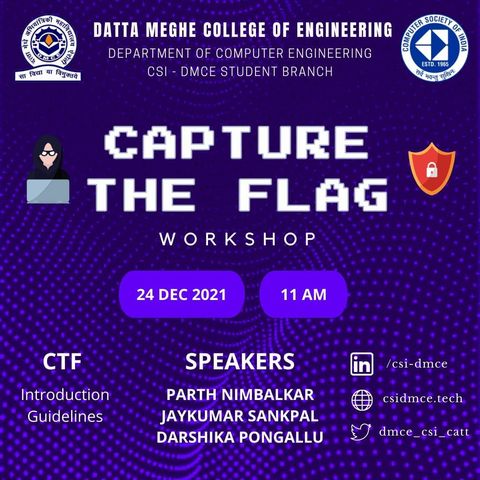 DATTA MEGHE COLLEGE OF ENGINEERING
DEPARTMENT OF COMPUTER ENGINEERING
CSI - DMCE STUDENT BRANCH
सा विद्या या विमुक्तये
COMPUTER SOCIETY OF INDIA
ESTD. 1965
CAPTURE
THE FLAG
WORKSHOP
24 DEC 2021
11 AM
CTF
Introduction
Guidelines
SPEAKERS
PARTH NIMBALKAR
JAYKUMAR SANKPAL
DARSHIKA PONGALLU
in /csi-dmce
csidmce.tech
dmce_csi_catt